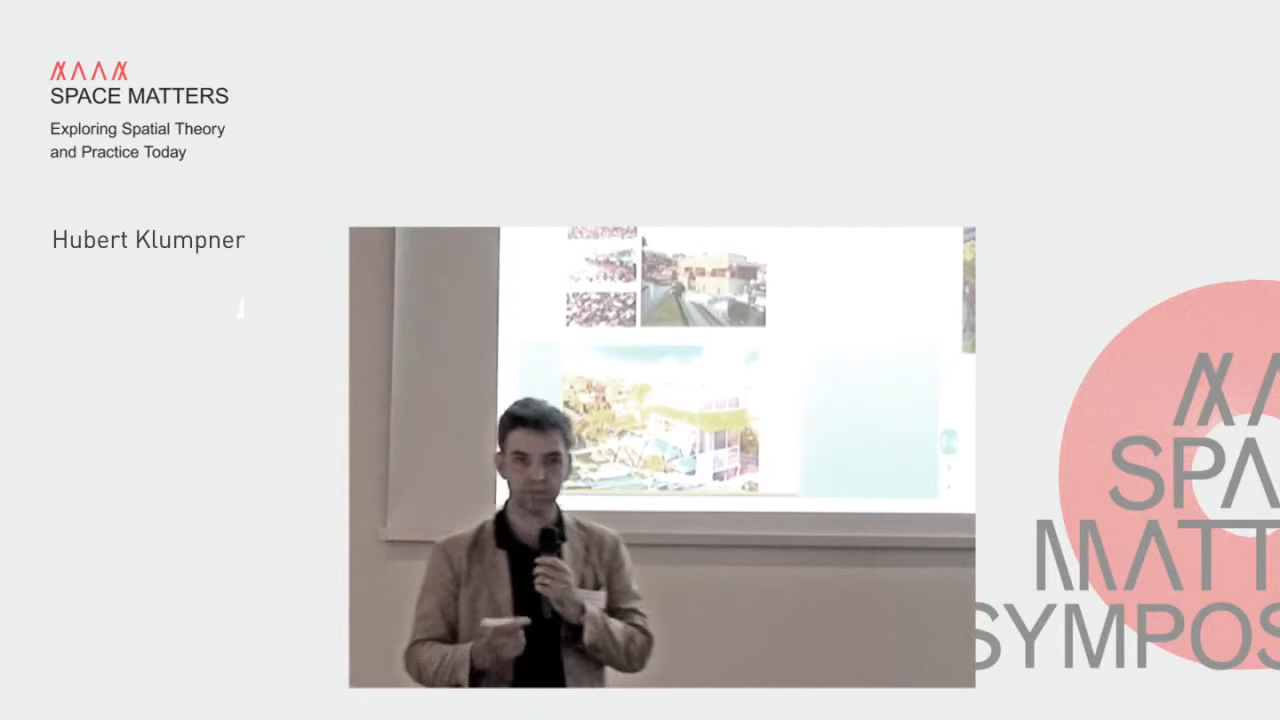 SPACE MATTERS
Exploring Spatial Theory
and Practice Today
Hubert Klumpner
SPA
MATT
SYMPOS